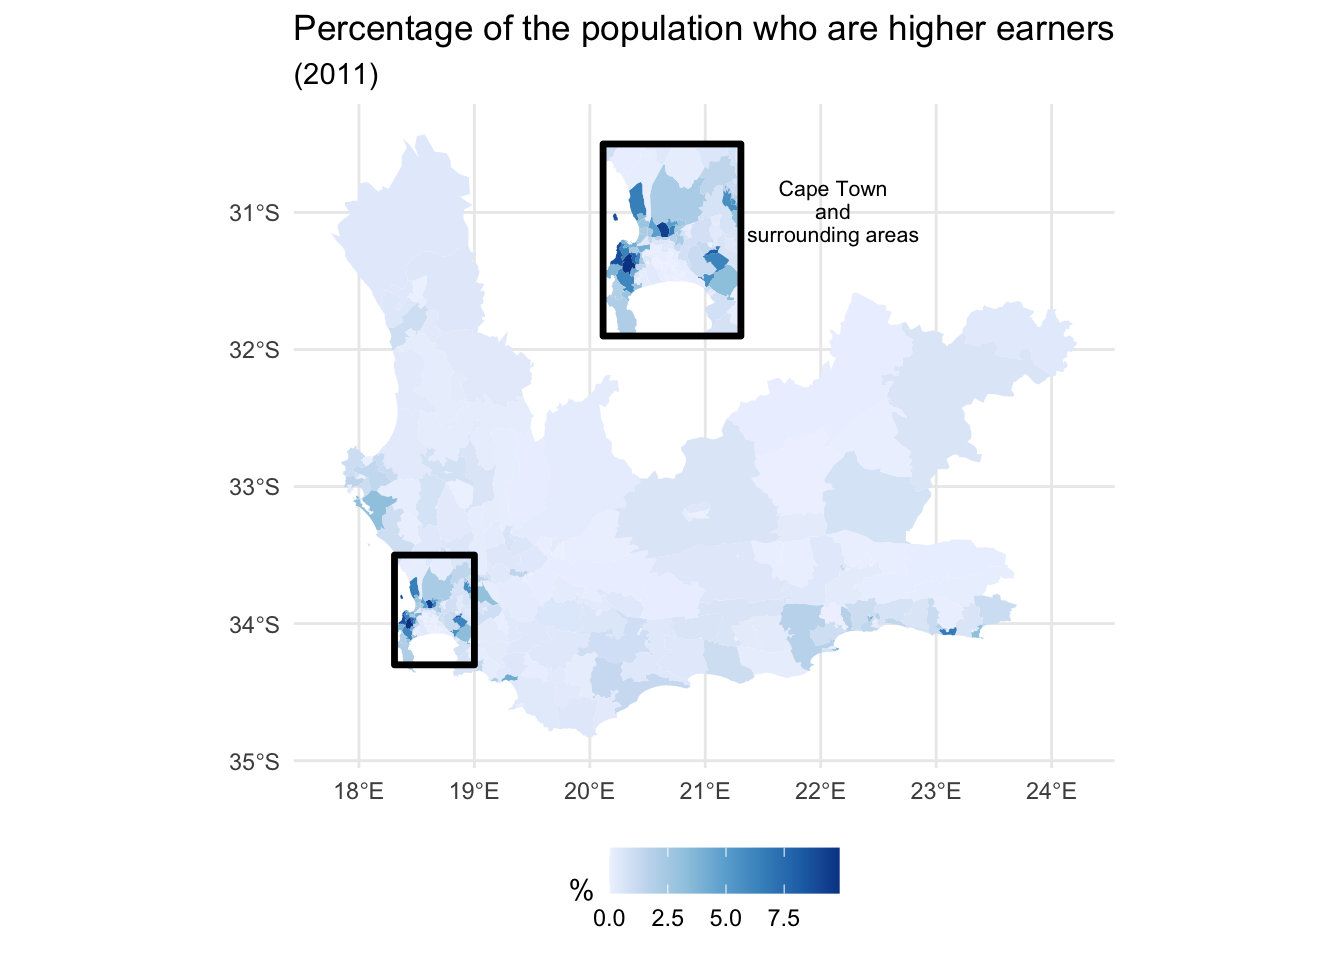 Percentage of the population who are higher earners
(2011)
Cape Town
and
surrounding areas
31°S
32°S
33°S
34°S
35°S
18°E 19°E 20°E 21°E 22°E 23°E 24°E
%
0.0 2.5 5.0 7.5